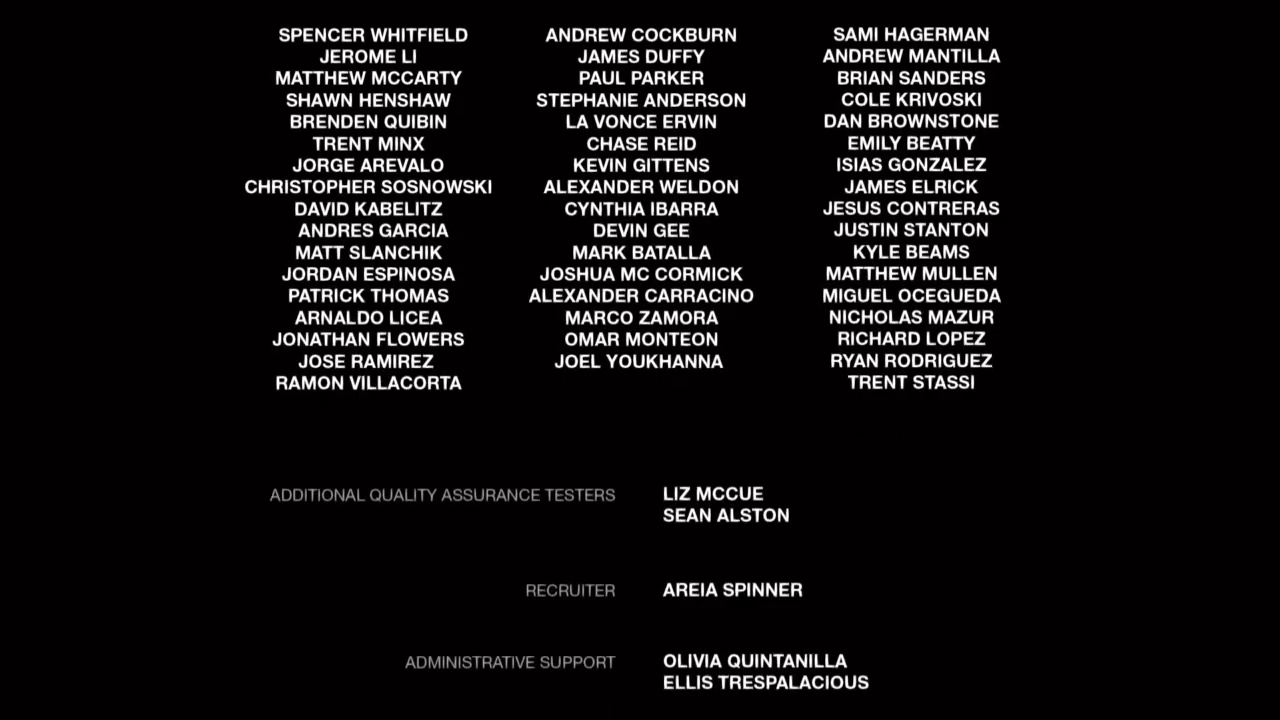 SPENCER WHITFIELD ANDREW COCKBURN SAMI HAGERMAN
JEROME LI JAMES DUFFY ANDREW MANTILLA
MATTHEW MCCARTY PAUL PARKER BRIAN SANDERS
SHAWN HENSHAW STEPHANIE ANDERSON COLE KRIVOSKI
BRENDEN QUIBIN LA VONCE ERVIN DAN BROWNSTONE
TRENT MINX CHASE REID EMILY BEATTY
JORGE AREVALO KEVIN GITTENS ISIAS GONZALEZ
CHRISTOPHER SOSNOWSKI ALEXANDER WELDON JAMES ELRICK
DAVID KABELITZ CYNTHIA IBARRA JESUS CONTRERAS
ANDRES GARCIA DEVIN GEE JUSTIN STANTON
MATT SLANCHIK MARK BATALLA KYLE BEAMS
JORDAN ESPINOSA JOSHUA MC CORMICK MATTHEW MULLEN
PATRICK THOMAS ALEXANDER CARRACINO MIGUEL OCEGUEDA
ARNALDO LICEA MARCO ZAMORA NICHOLAS MAZUR
JONATHAN FLOWERS OMAR MONTEON RICHARD LOPEZ
JOSE RAMIREZ JOEL YOUKHANNA RYAN RODRIGUEZ
RAMON VILLACORTA TRENT STASSI
ADDITIONAL QUALITY ASSURANCE TESTERS LIZ MCCUE
SEAN ALSTON
RECRUITER AREIA SPINNER
ADMINISTRATIVE SUPPORT OLIVIA QUINTANILLA
ELLIS TRESPALACIOUS